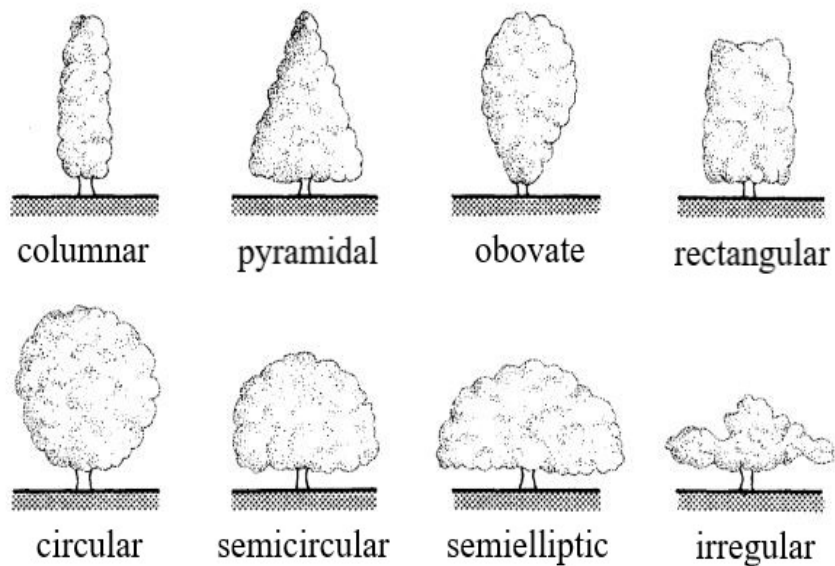 columnar pyramidal obovate rectangular
circular semicircular semielliptic irregular